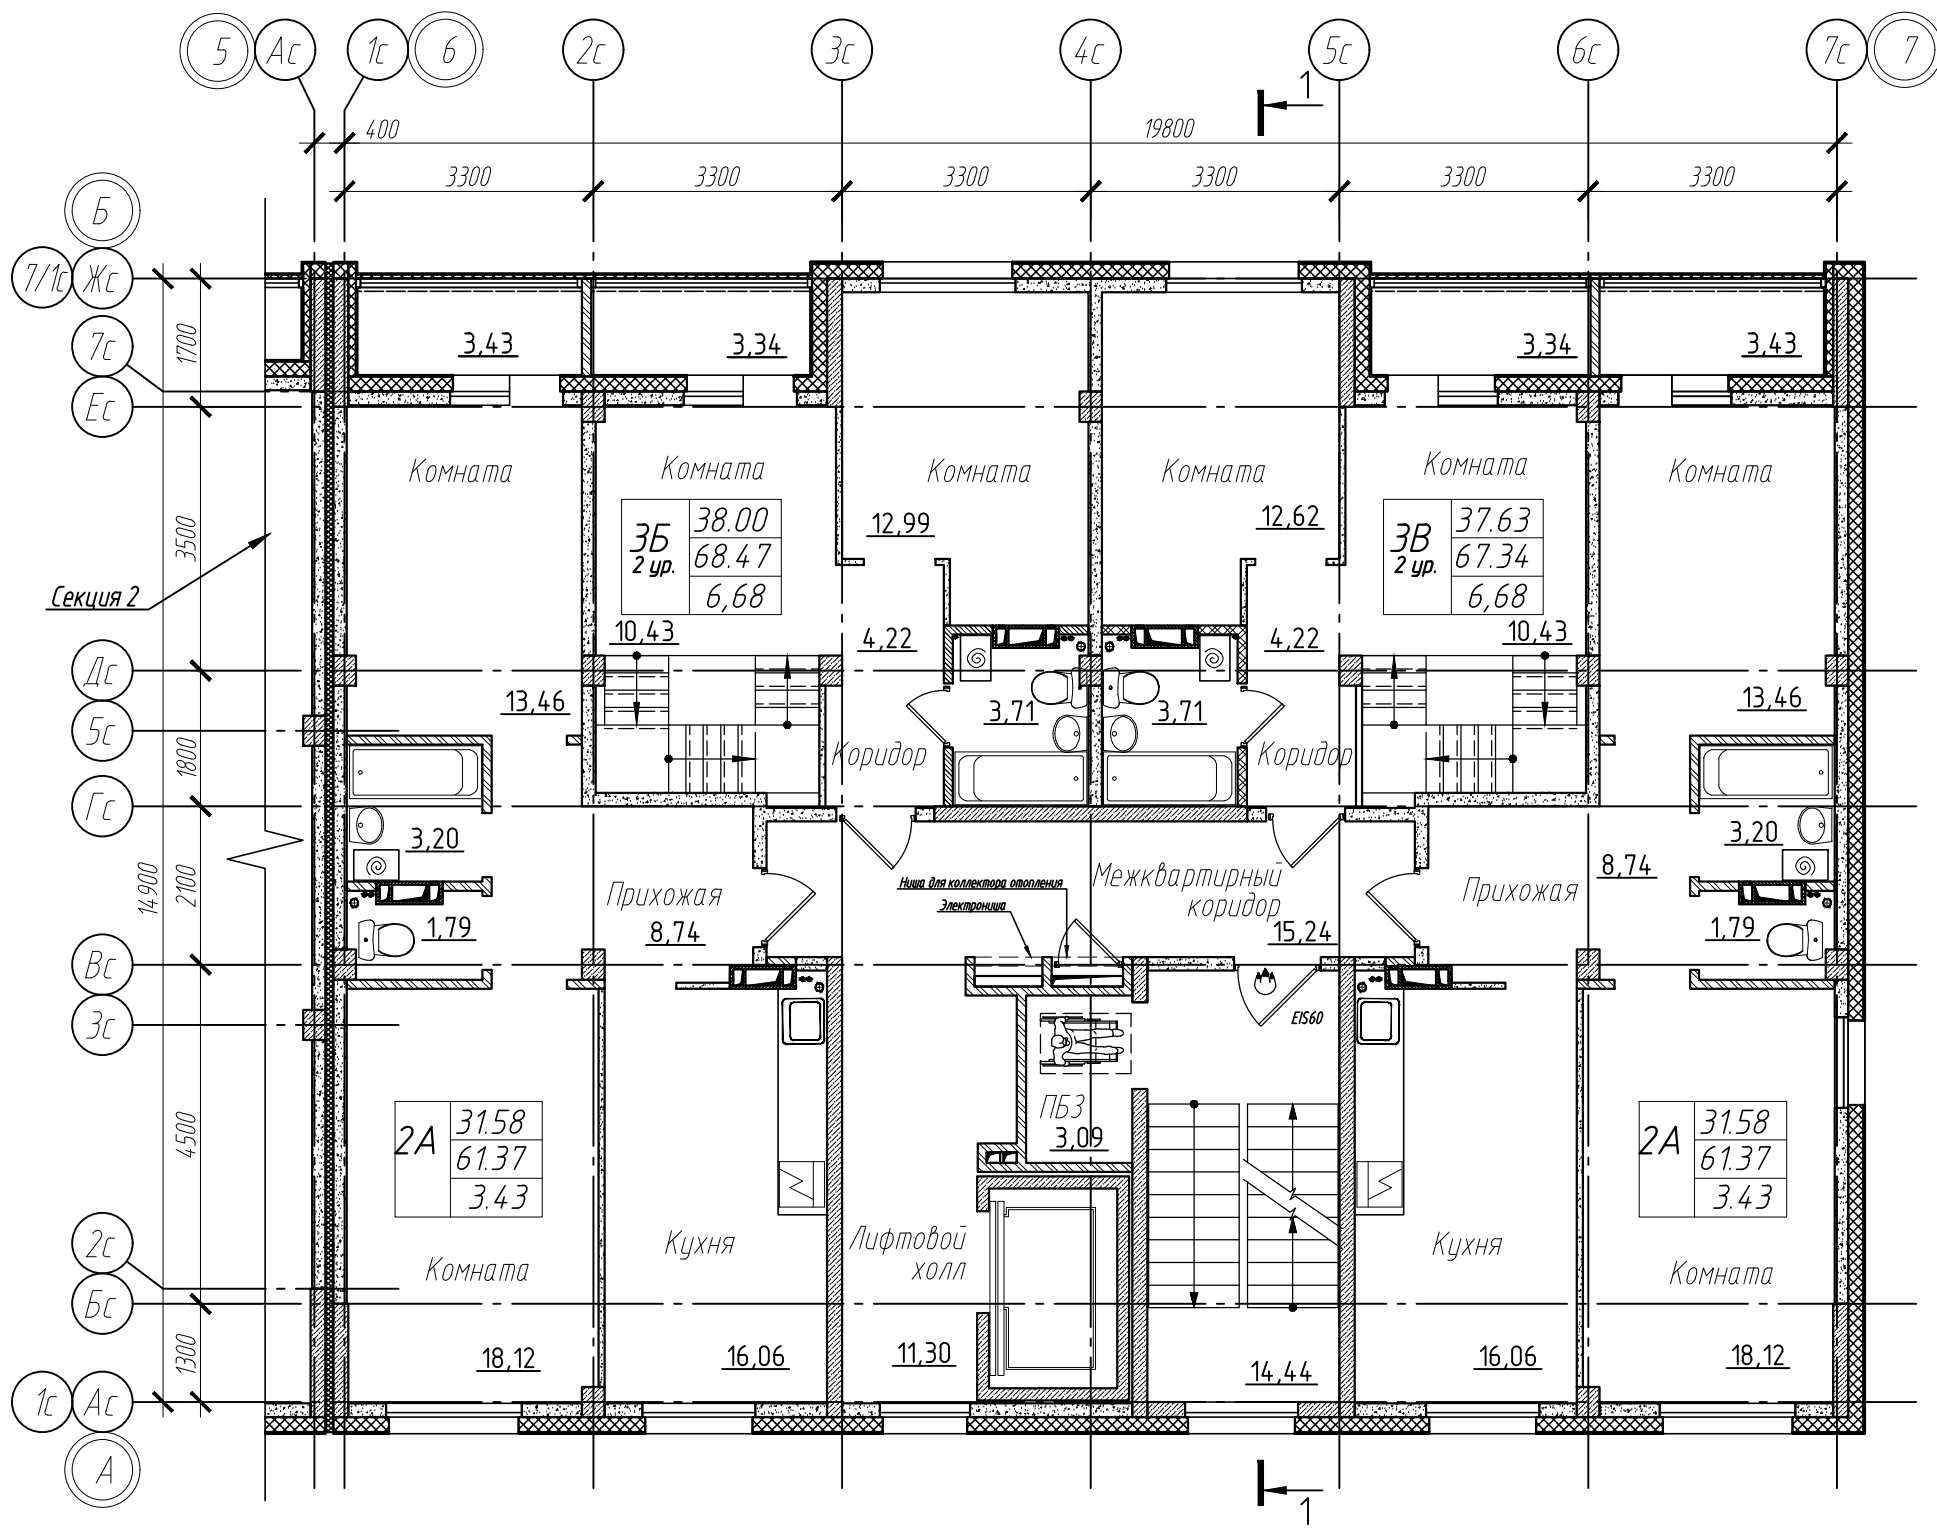 5 Ас 1с 6 2с 3с 4с 5с 6с 7с 7
1
400 19800
3300 3300 3300 3300 3300 3300
Б
7/1с Жс
7с
Ес
Дс
5с
Гс
Вс
3с
2с
Бс
1с Ас
А
1700
3500
1800
2100
4500
1300
14900
Секция 2
3,43 3,34 3,34 3,43
Комната Комната Комната Комната Комната Комната
3Б
2 ур.
38.00
68.47
6,68
12,99 12,62
3В
2 ур.
37.63
67.34
6,68
10,43 4,22 4,22 10,43
13,46 3,71 3,71 13,46
Коридор Коридор
3,20 3,20
Прихожая
8,74
1,79
Ниша для коллектора отопления
Электрониша
Межквартирный
коридор
15,24
Прихожая
8,74
1,79
EIS60
ПБЗ
3,09
2А
31.58
61.37
3.43
2А
31.58
61.37
3.43
Комната Кухня Лифтовой
холл
Кухня Комната
18,12 16,06 11,30 14,44 16,06 18,12
1